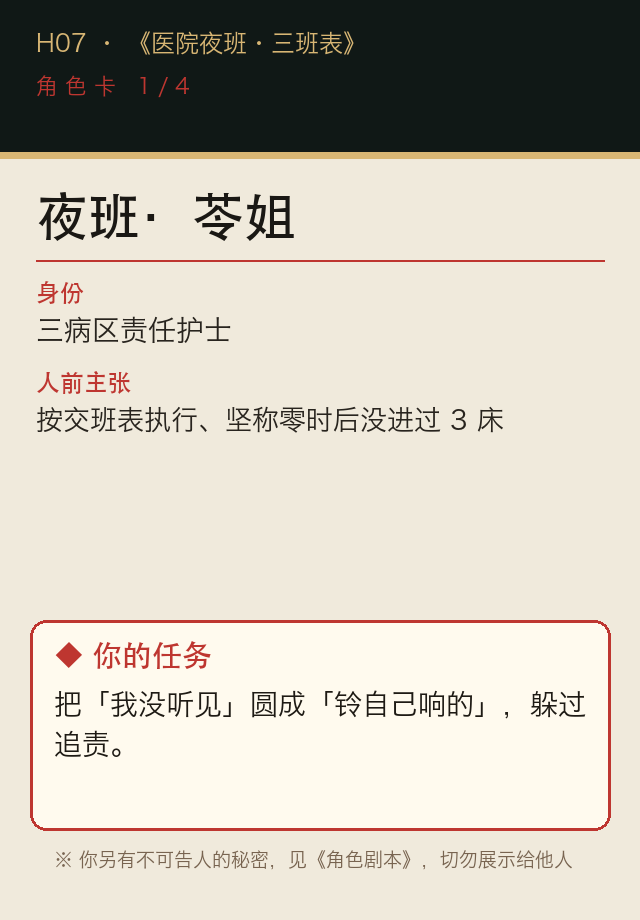 H07 · 《医院夜班·三班表》
角色卡 1/4
夜班· 苓姐
身份
三病区责任护士
人前主张
按交班表执行、坚称零时后没进过 3 床
◆ 你的任务
把「我没听见」圆成「铃自己响的」，躲过
追责。
※ 你另有不可告人的秘密，见《角色剧本》，切勿展示给他人